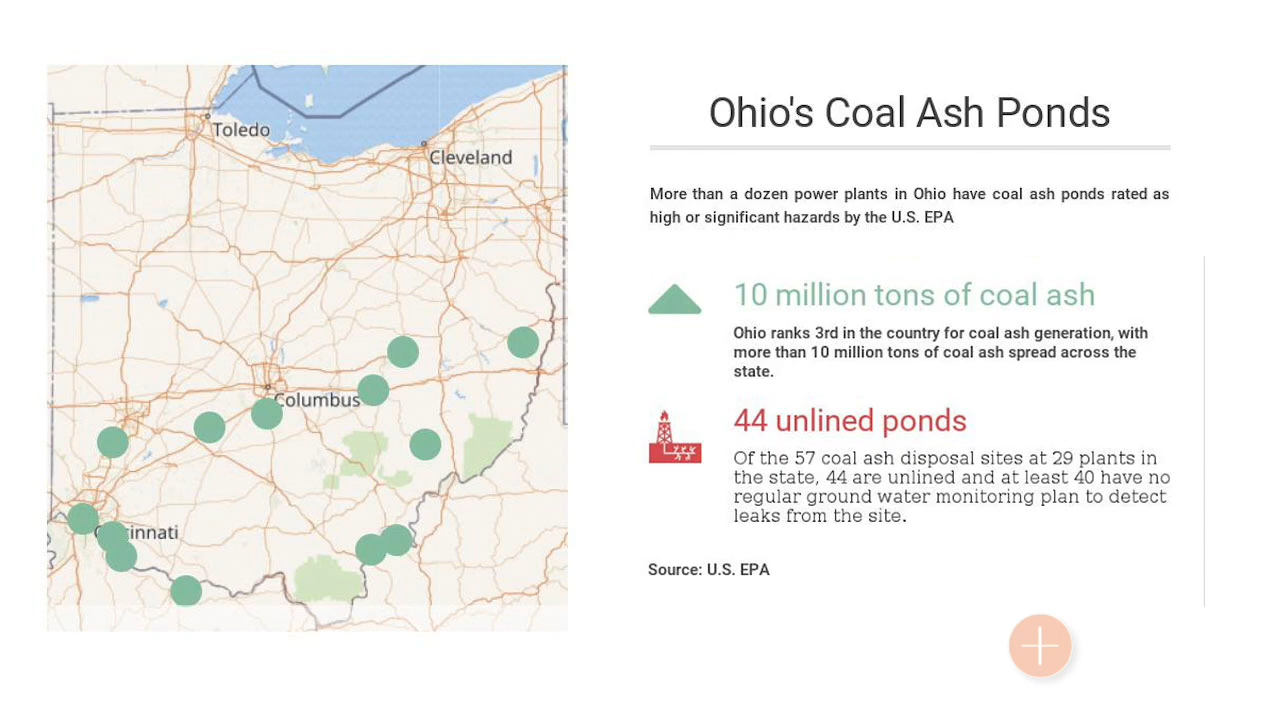 Toledo
Cleveland
Columbus
Cincinnati
Ohio's Coal Ash Ponds
More than a dozen power plants in Ohio have coal ash ponds rated as
high or significant hazards by the U.S. EPA
10 million tons of coal ash
Ohio ranks 3rd in the country for coal ash generation, with
more than 10 million tons of coal ash spread across the
state.
44 unlined ponds
Of the 57 coal ash disposal sites at 29 plants in
the state, 44 are unlined and at least 40 have no
regular ground water monitoring plan to detect
leaks from the site.
Source: U.S. EPA